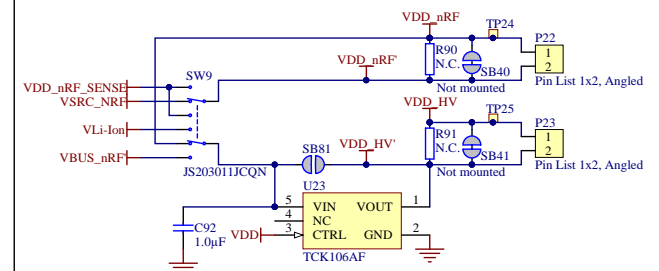 VDD_nRF
TP24
P22
SW9
VDD_nRF'
R90
N.C.
SB40
1
2
Not mounted
Pin List 1x2, Angled
VDD_nRF_SENSE
VSRC_NRF
VLi-Ion
VBUS_nRF'
VDD_HV
TP25
P23
R91
N.C.
SB41
1
2
Not mounted
Pin List 1x2, Angled
SB81
VDD_HV'
JS203011JCQN
U23
5 VIN VOUT 1
4 NC
3 CTRL GND 2
VDD
C92
1.0µF
TCK106AF